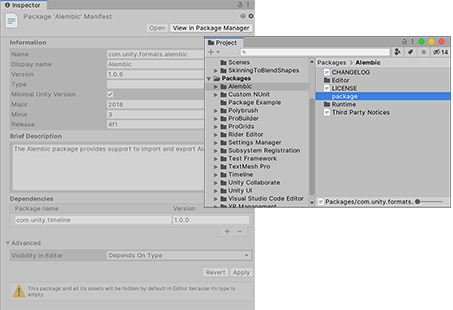 Inspector
Package 'Alembic' Manifest
Open
View in Package Manager
Information
Name
com.unity.formats.alembic
Display name
Alembic
Version
1.0.6
Type
Minimal Unity Version
Major
2018
Minor
3
Release
4f1
Brief Description
The Alembic package provides support to import and export Ale
Dependencies
Package name
Version
com.unity.timeline
1.0.0
Advanced
Visibility in Editor
Depends On Type
Revert
Apply
This package and all its assets will be hidden by default in Editor because its type is
empty
Project
14
Scenes
SkinningToBlendShapes
Packages
Alembic
Custom NUnit
Package Example
Polybrush
ProBuilder
ProGrids
Rider Editor
Settings Manager
Subsystem Registration
Test Framework
TextMesh Pro
Timeline
Unity Collaborate
Unity UI
Visual Studio Code Editor
XR Management
Packages > Alembic
CHANGELOG
Editor
LICENSE
package
Runtime
Third Party Notices
Packages/com.unity.formats.